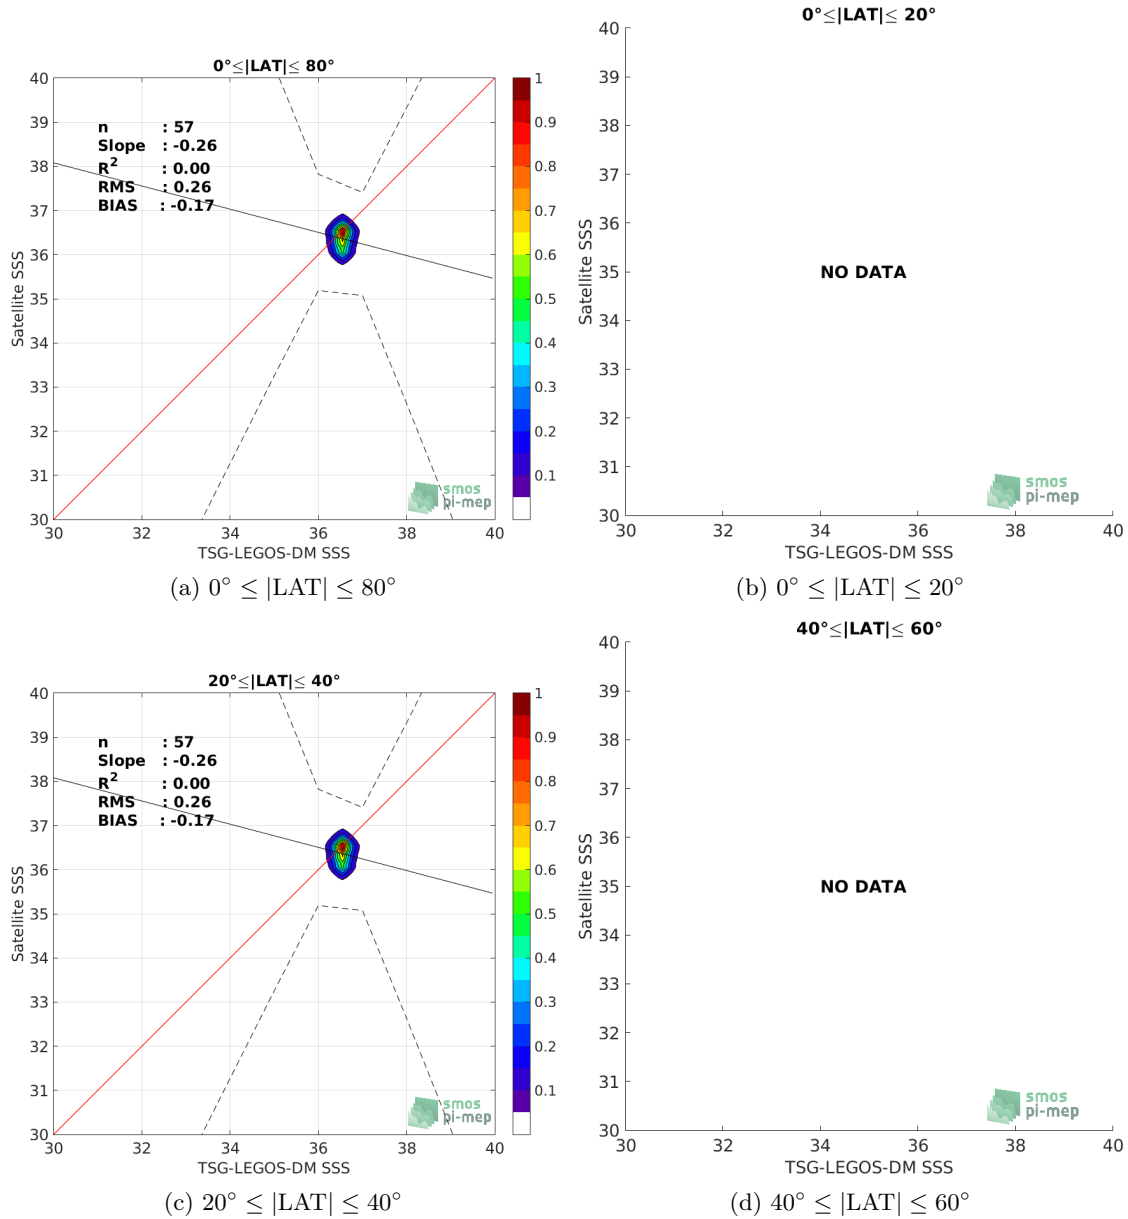 0°≤|LAT|≤ 80°
40
39
38
37
36
35
34
33
32
31
30
Satellite SSS
n : 57
Slope : -0.26
R² : 0.00
RMS : 0.26
BIAS : -0.17
1
0.9
0.8
0.7
0.6
0.5
0.4
0.3
0.2
0.1
smos
pi-mep
30 32 34 36 38 40
TSG-LEGOS-DM SSS
(a) 0° ≤ |LAT| ≤ 80°
0°≤|LAT|≤ 20°
40
39
38
37
36
35
34
33
32
31
30
Satellite SSS
NO DATA
smos
pi-mep
30 32 34 36 38 40
TSG-LEGOS-DM SSS
(b) 0° ≤ |LAT| ≤ 20°
20°≤|LAT|≤ 40°
40
39
38
37
36
35
34
33
32
31
30
Satellite SSS
n : 57
Slope : -0.26
R² : 0.00
RMS : 0.26
BIAS : -0.17
1
0.9
0.8
0.7
0.6
0.5
0.4
0.3
0.2
0.1
smos
pi-mep
30 32 34 36 38 40
TSG-LEGOS-DM SSS
(c) 20° ≤ |LAT| ≤ 40°
40°≤|LAT|≤ 60°
40
39
38
37
36
35
34
33
32
31
30
Satellite SSS
NO DATA
smos
pi-mep
30 32 34 36 38 40
TSG-LEGOS-DM SSS
(d) 40° ≤ |LAT| ≤ 60°